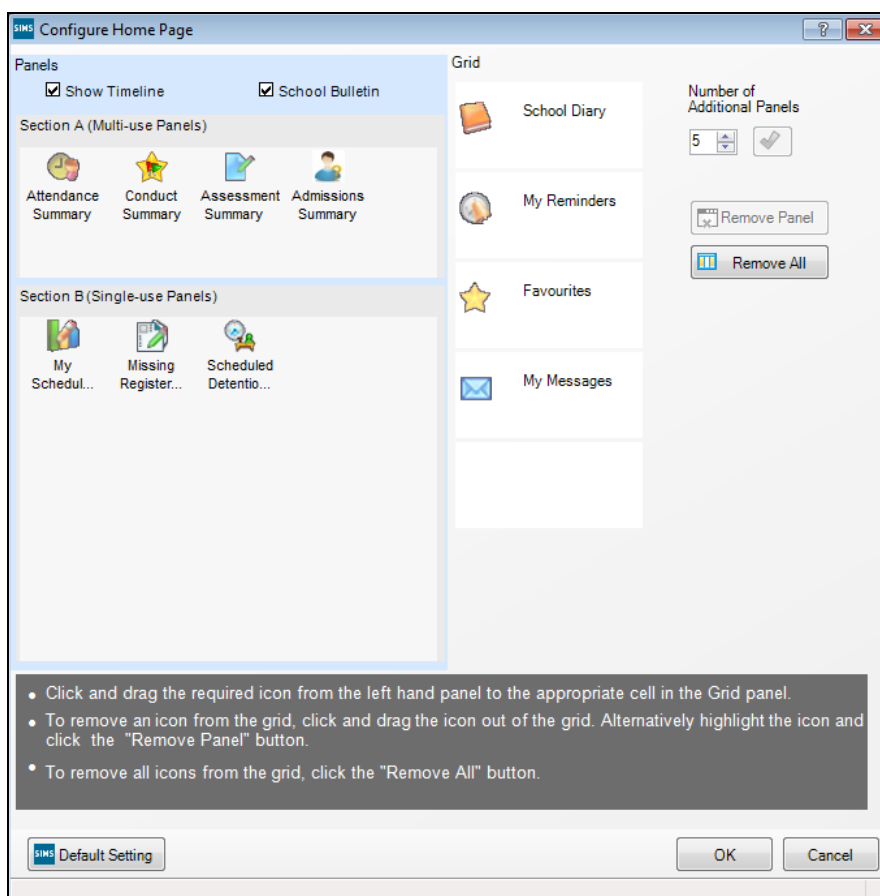 SIMS Configure Home Page
Panels
Show Timeline
School Bulletin
Section A (Multi-use Panels)
Attendance Summary
Conduct Summary
Assessment Summary
Admissions Summary
Section B (Single-use Panels)
My Schedul...
Missing Register...
Scheduled Detentio...
Grid
School Diary
My Reminders
Favourites
My Messages
Number of
Additional Panels
5
Remove Panel
Remove All
• Click and drag the required icon from the left hand panel to the appropriate cell in the Grid panel.
• To remove an icon from the grid, click and drag the icon out of the grid. Alternatively highlight the icon and
click the "Remove Panel" button.
• To remove all icons from the grid, click the "Remove All" button.
SIMS Default Setting
OK
Cancel